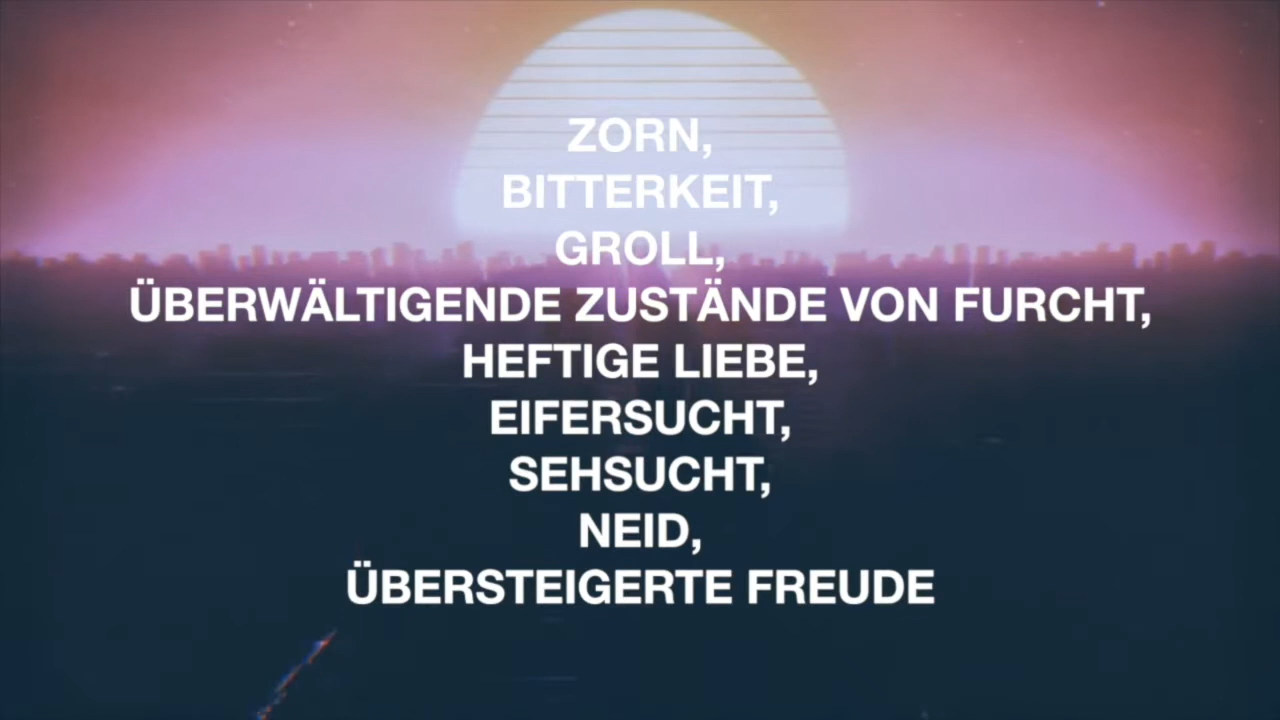 ZORN,
BITTERKEIT,
GROLL,
ÜBERWÄLTIGENDE ZUSTÄNDE VON FURCHT,
HEFTIGE LIEBE,
EIFERSUCHT,
SEHSUCHT,
NEID,
ÜBERSTEIGERTE FREUDE